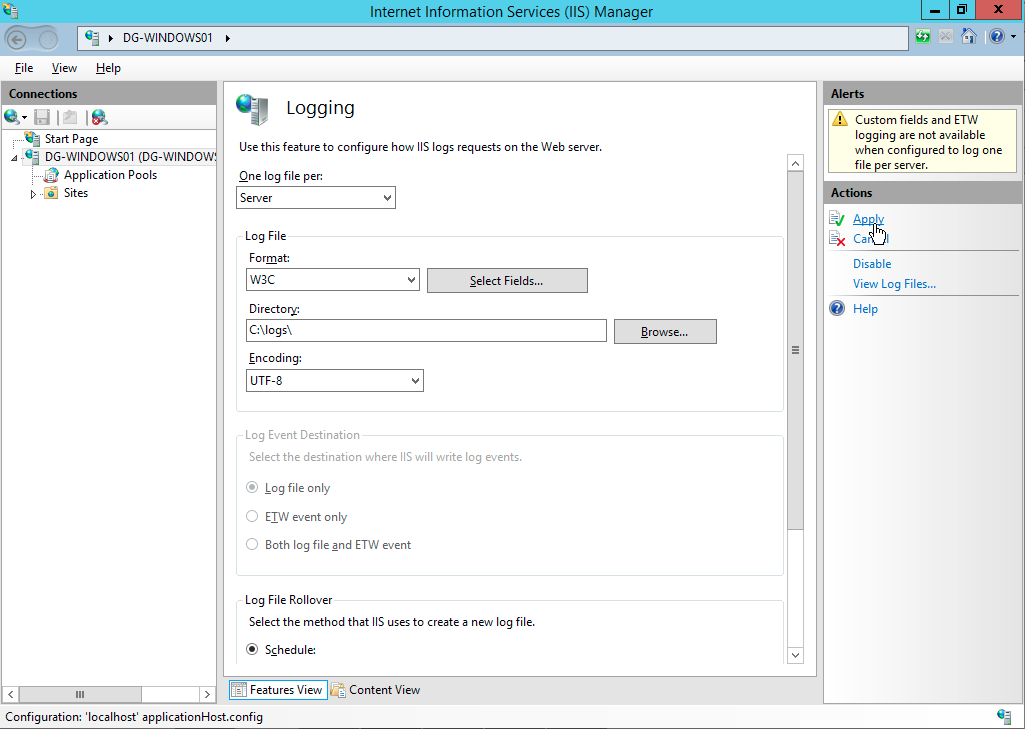 Internet Information Services (IIS) Manager
DG-WINDOWS01
File View Help
Connections
Start Page
DG-WINDOWS01 (DG-WINDOWS
Application Pools
Sites
Logging
Use this feature to configure how IIS logs requests on the Web server.
One log file per:
Server
Log File
Format:
W3C
Select Fields...
Directory:
C:\logs\
Browse...
Encoding:
UTF-8
Log Event Destination
Select the destination where IIS will write log events.
Log file only
ETW event only
Both log file and ETW event
Log File Rollover
Select the method that IIS uses to create a new log file.
Schedule:
Features View
Content View
Alerts
Custom fields and ETW
logging are not available
when configured to log one
file per server.
Actions
Apply
Disable
View Log Files...
Help
Configuration: 'localhost' applicationHost.config